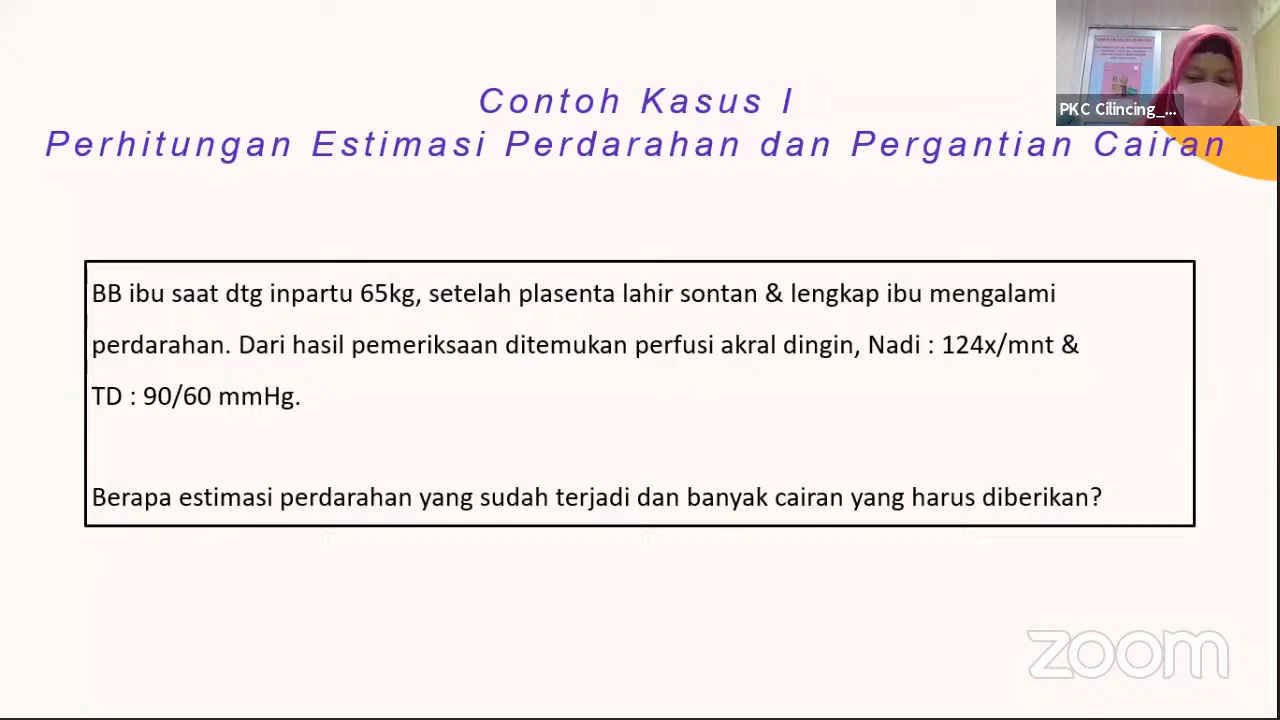 Contoh Kasus I
Perhitungan Estimasi Perdarahan dan Pergantian Cairan
PKC Cilincing_...
BB ibu saat dtg inpartu 65kg, setelah plasenta lahir sontan & lengkap ibu mengalami
perdarahan. Dari hasil pemeriksaan ditemukan perfusi akral dingin, Nadi : 124x/mnt &
TD : 90/60 mmHg.
Berapa estimasi perdarahan yang sudah terjadi dan banyak cairan yang harus diberikan?
zoom